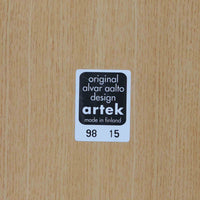 original
alvar aalto
design
artek
made in finland
98 15